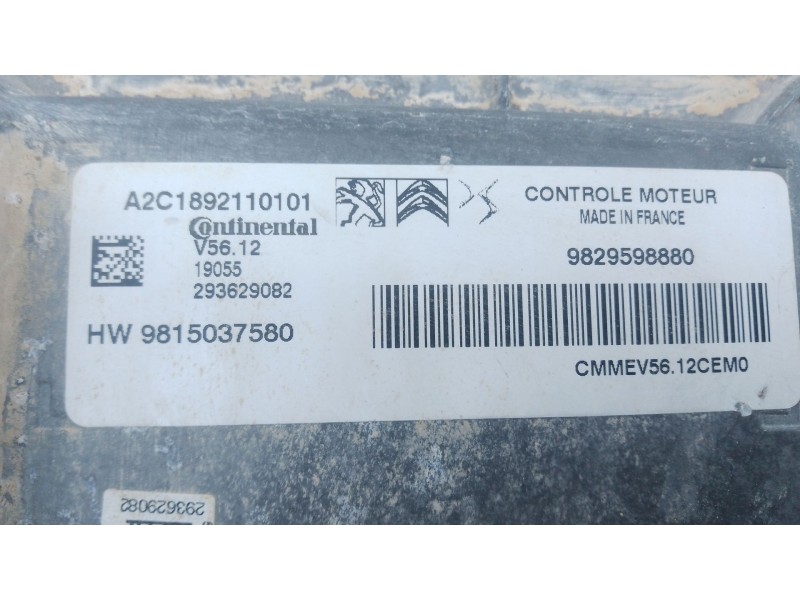 A2C1892110101
Continental
V56.12
19055
293629082
HW 9815037580
CONTROLE MOTEUR
MADE IN FRANCE
9829598880
CMMEV56.12CEM0
293629082